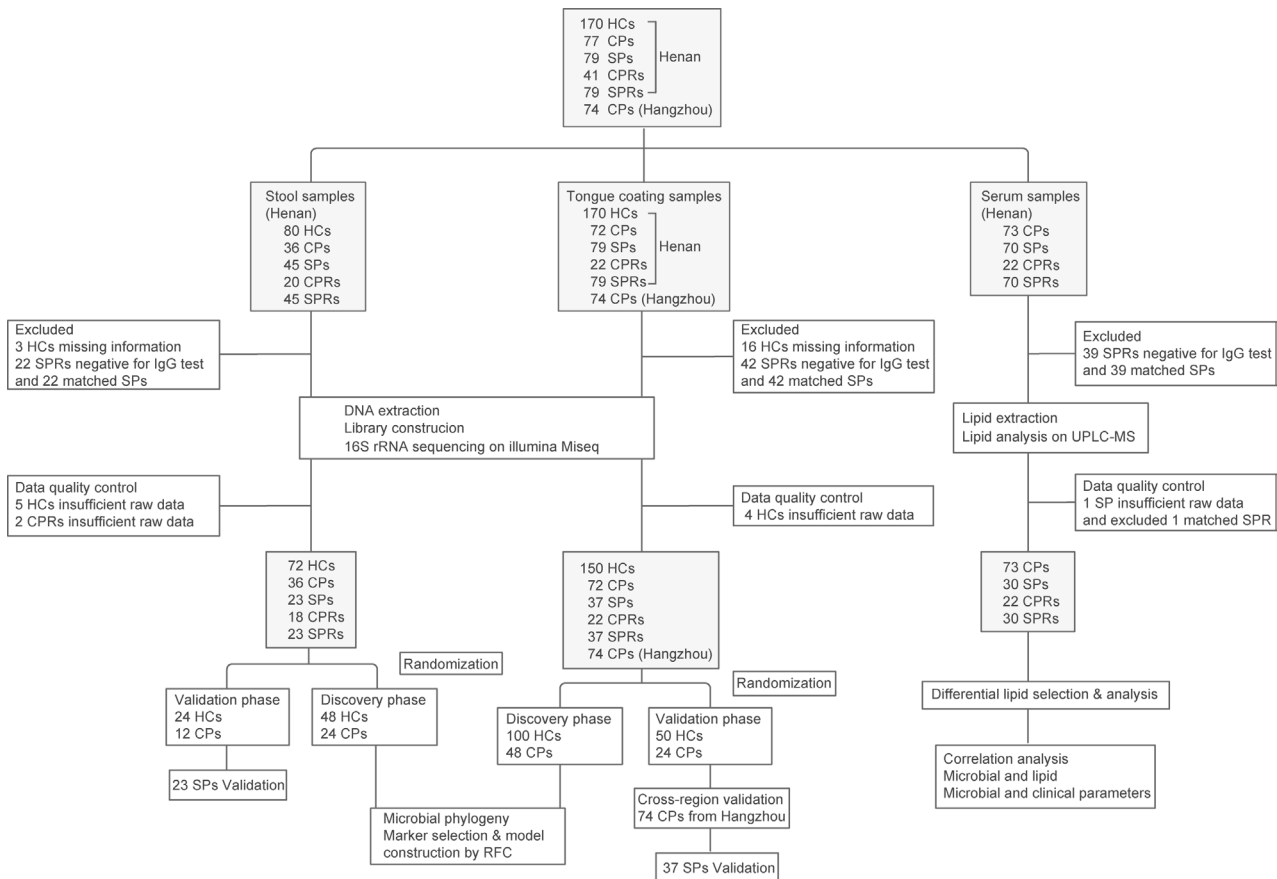 170 HCs
77 CPs
79 SPs
41 CPRs
79 SPRs
Henan
74 CPs (Hangzhou)
Stool samples
(Henan)
80 HCs
36 CPs
45 SPs
20 CPRs
45 SPRs
Tongue coating samples
170 HCs
72 CPs
79 SPs
22 CPRs
79 SPRs
Henan
74 CPs (Hangzhou)
Serum samples
(Henan)
73 CPs
70 SPs
22 CPRs
70 SPRs
Excluded
3 HCs missing information
22 SPRs negative for IgG test
and 22 matched SPs
Excluded
16 HCs missing information
42 SPRs negative for IgG test
and 42 matched SPs
Excluded
39 SPRs negative for IgG test
and 39 matched SPs
DNA extraction
Library construcion
16S rRNA sequencing on illumina Miseq
Lipid extraction
Lipid analysis on UPLC-MS
Data quality control
5 HCs insufficient raw data
2 CPRs insufficient raw data
Data quality control
4 HCs insufficient raw data
Data quality control
1 SP insufficient raw data
and excluded 1 matched SPR
72 HCs
36 CPs
23 SPs
18 CPRs
23 SPRs
150 HCs
72 CPs
37 SPs
22 CPRs
37 SPRs
74 CPs (Hangzhou)
73 CPs
30 SPs
22 CPRs
30 SPRs
Randomization
Randomization
Validation phase
24 HCs
12 CPs
Discovery phase
48 HCs
24 CPs
Discovery phase
100 HCs
48 CPs
Validation phase
50 HCs
24 CPs
Differential lipid selection & analysis
23 SPs Validation
Cross-region validation
74 CPs from Hangzhou
Correlation analysis
Microbial and lipid
Microbial and clinical parameters
Microbial phylogeny
Marker selection & model
construction by RFC
37 SPs Validation